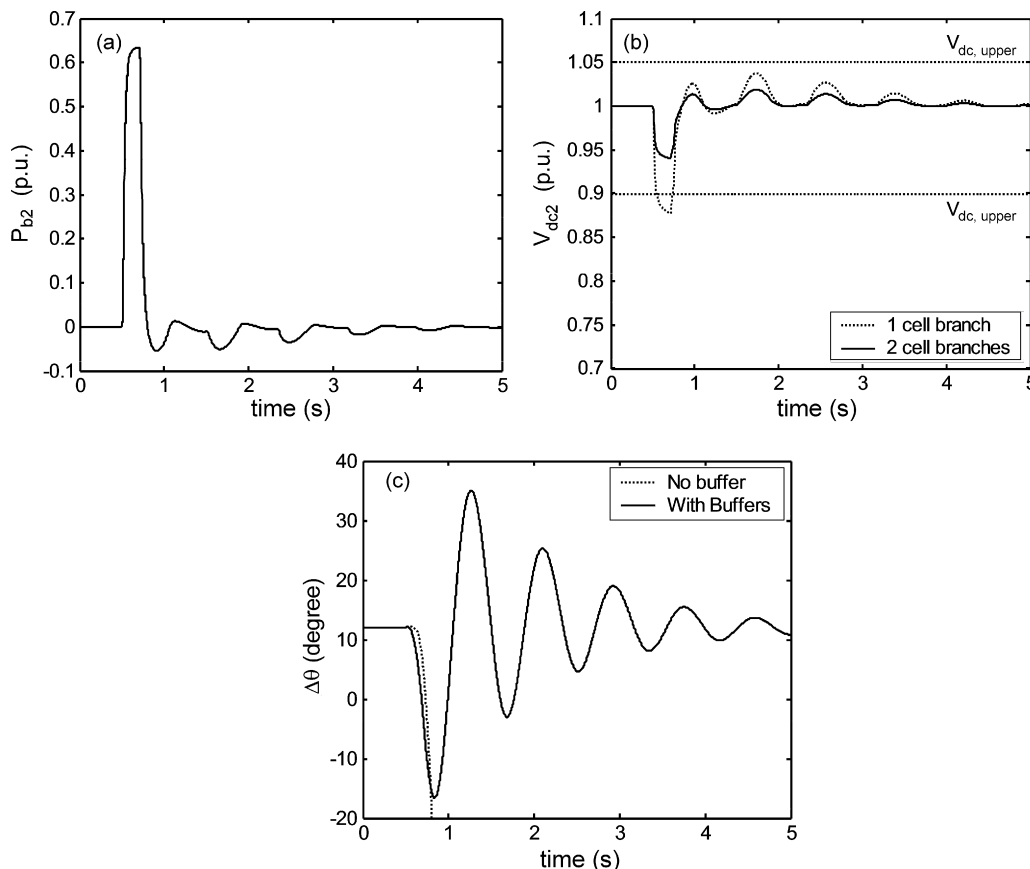 (a)
P_b2 (p.u.)
0.7
0.6
0.5
0.4
0.3
0.2
0.1
0
-0.1
0 1 2 3 4 5
time (s)
(b)
V_dc2 (p.u.)
1.1
1.05
1
0.95
0.9
0.85
0.8
0.75
0.7
V_dc, upper
V_dc, upper
1 cell branch
2 cell branches
0 1 2 3 4 5
time (s)
(c)
Δθ (degree)
40
30
20
10
0
-10
-20
No buffer
With Buffers
0 1 2 3 4 5
time (s)